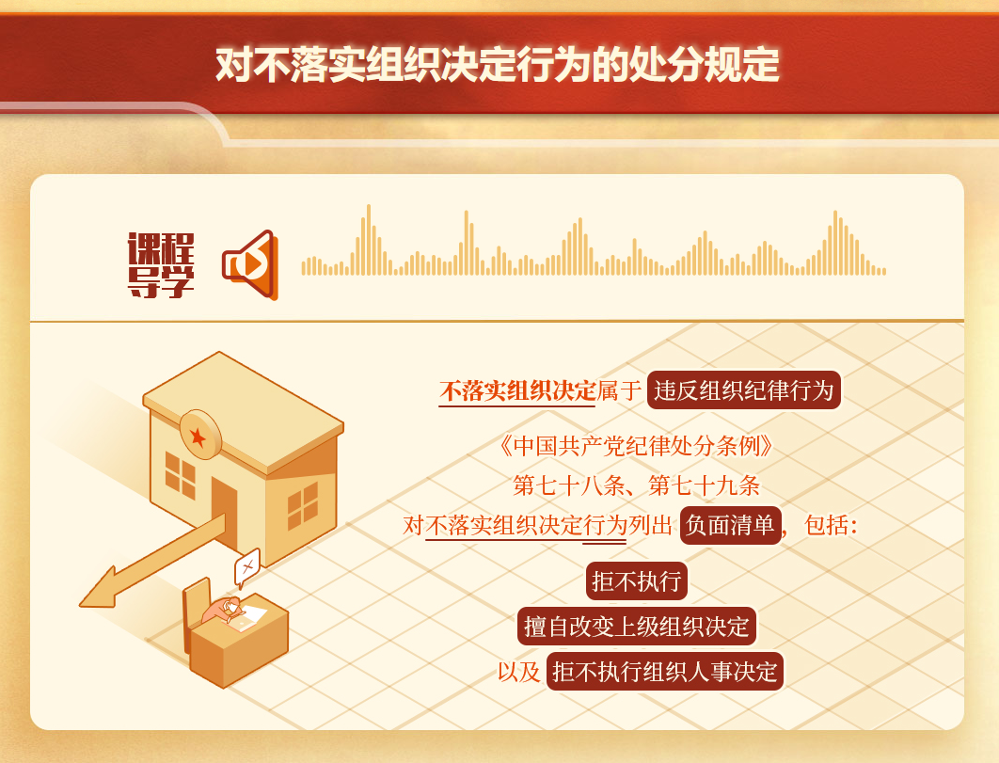 对不落实组织决定行为的处分规定
课程
导学
不落实组织决定属于 违反组织纪律行为
《中国共产党纪律处分条例》
第七十八条、第七十九条
对不落实组织决定行为列出 负面清单，包括：
拒不执行
擅自改变上级组织决定
以及 拒不执行组织人事决定